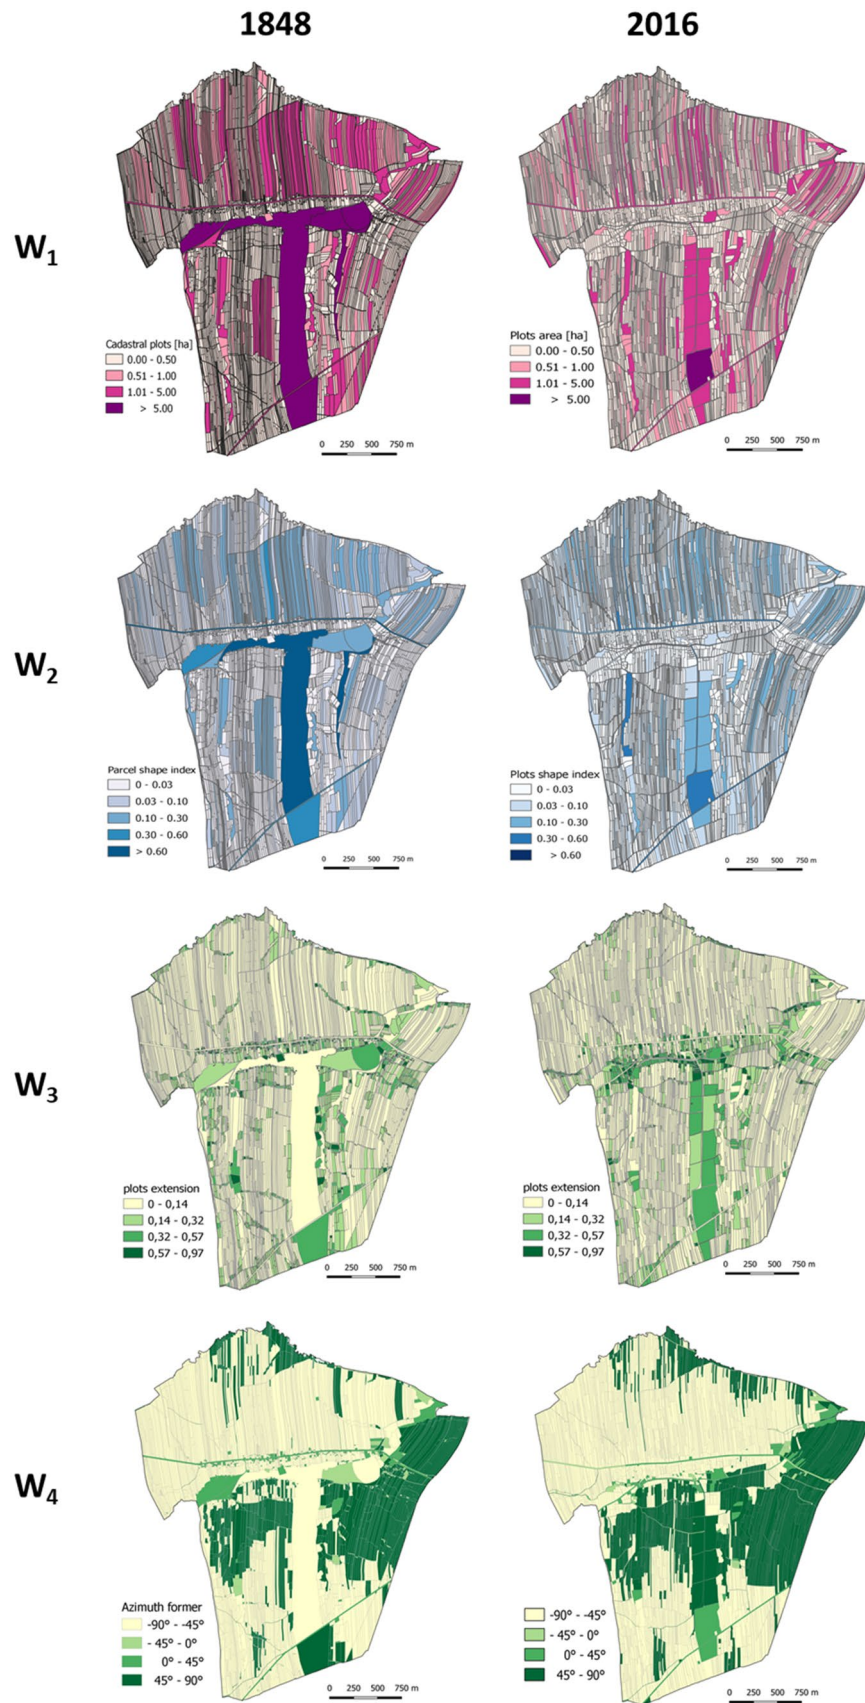 1848 2016
W1
Cadastral plots [ha]
0.00 - 0.50
0.51 - 1.00
1.01 - 5.00
> 5.00
0 250 500 750 m
Plots area [ha]
0.00 - 0.50
0.51 - 1.00
1.01 - 5.00
> 5.00
0 250 500 750 m
W2
Parcel shape index
0 - 0.03
0.03 - 0.10
0.10 - 0.30
0.30 - 0.60
> 0.60
0 250 500 750 m
Plots shape index
0 - 0.03
0.03 - 0.10
0.10 - 0.30
0.30 - 0.60
> 0.60
0 250 500 750 m
W3
plots extension
0 - 0,14
0,14 - 0,32
0,32 - 0,57
0,57 - 0,97
0 250 500 750 m
plots extension
0 - 0,14
0,14 - 0,32
0,32 - 0,57
0,57 - 0,97
0 250 500 750 m
W4
Azimuth former
-90° - -45°
- 45° - 0°
0° - 45°
45° - 90°
0 250 500 750 m
-90° - -45°
- 45° - 0°
0° - 45°
45° - 90°
0 250 500 750 m